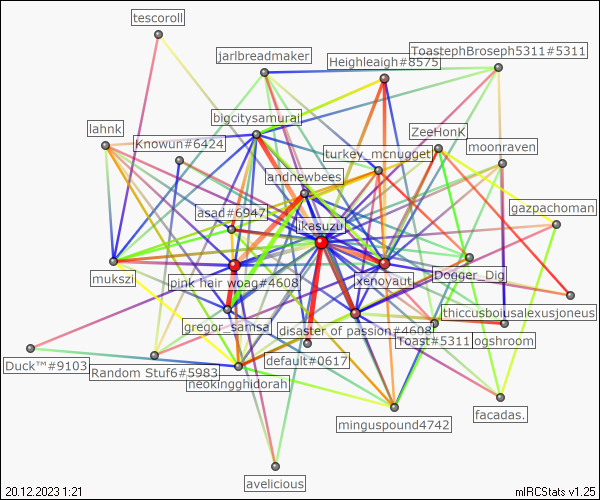 tescoroll
jarlbreadmaker
ToastephBroseph5311#5311
Heighleaigh#8575
bigcitysamurai
lahnk
ZeeHonK
Knowun#6424
moonraven
turkey_mcnugget
andnewbees
gazpachoman
asad#6947
ikasuzu
mukszi
pink heir woag#4608
xenoyaut
Dogger_Dig
thiccusboiusalexusjoneus
gregor_samsa
disaster of passion#4608
Toast#5311
ogshroom
default#0617
Duck™#9103
Random Stuf6#5983
neokingghidorah
facadas.
minguspound4742
avelicious
20.12.2023 1:21
mIRCStats v1.25